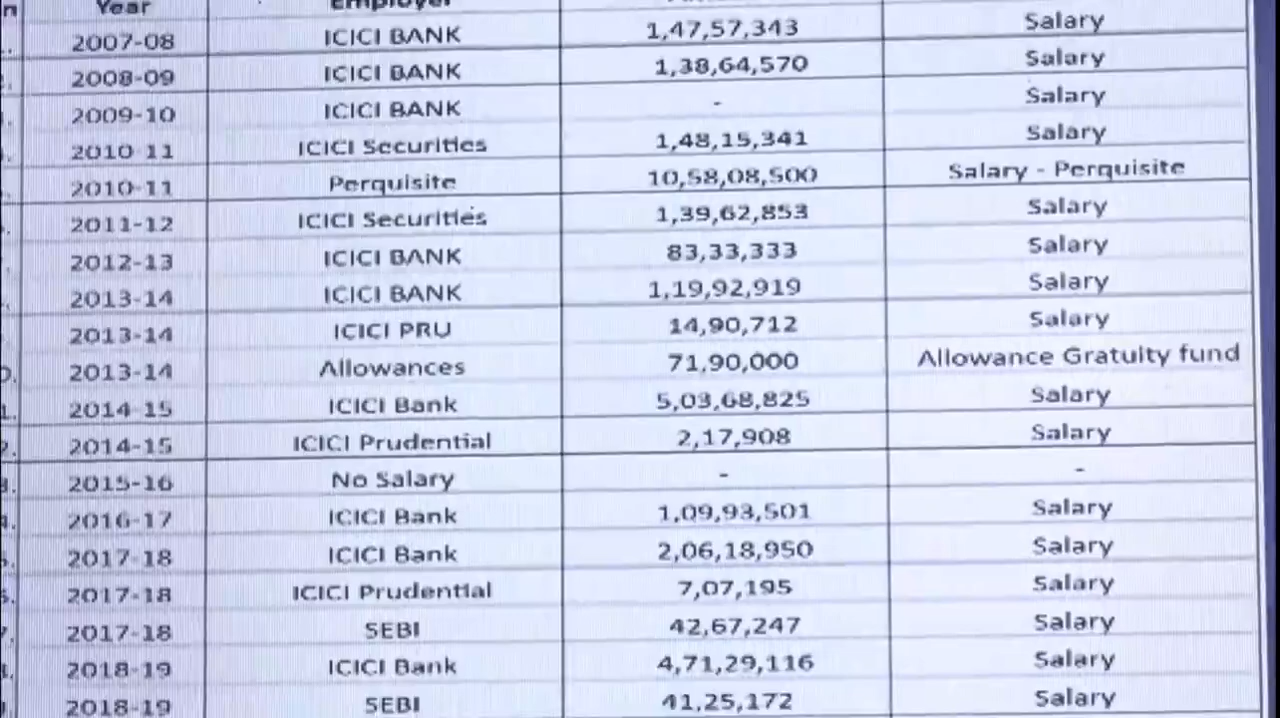 n Year Employer
. 2007-08 ICICI BANK 1,47,57,343 Salary
. 2008-09 ICICI BANK 1,38,64,570 Salary
. 2009-10 ICICI BANK - Salary
. 2010-11 ICICI Securities 1,48,15,341 Salary
. 2010-11 Perquisite 10,58,08,500 Salary - Perquisite
. 2011-12 ICICI Securities 1,39,62,853 Salary
. 2012-13 ICICI BANK 83,33,333 Salary
. 2013-14 ICICI BANK 1,19,92,919 Salary
. 2013-14 ICICI PRU 14,90,712 Salary
0. 2013-14 Allowances 71,90,000 Allowance Gratuity fund
1. 2014-15 ICICI Bank 5,03,68,825 Salary
2. 2014-15 ICICI Prudential 2,17,908 Salary
3. 2015-16 No Salary - -
4. 2016-17 ICICI Bank 1,09,93,501 Salary
5. 2017-18 ICICI Bank 2,06,18,950 Salary
6. 2017-18 ICICI Prudential 7,07,195 Salary
7. 2017-18 SEBI 42,67,247 Salary
. 2018-19 ICICI Bank 4,71,29,116 Salary
. 2018-19 SEBI 41,25,172 Salary